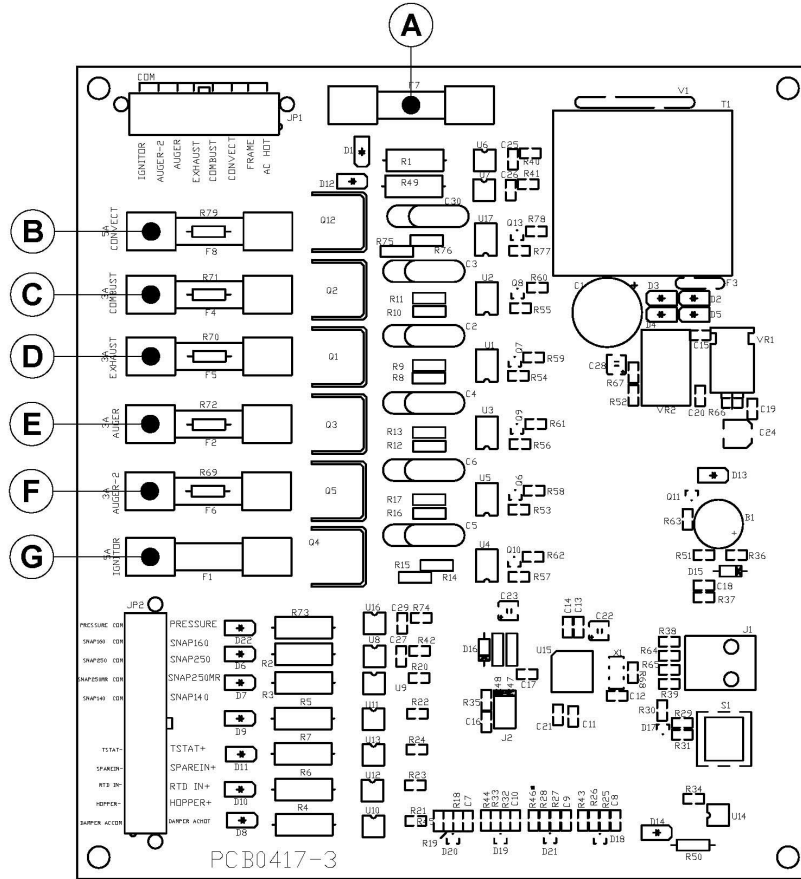 A
COM
F7
V1
T1
JP1
IGNITOR
AUGER-2
AUGER
EXHAUST
COMBUST
CONVECT
FRAME
AC HOT
D1
R1
U6
C25
R40
D12
R49
U7
C26
R41
B
5A
CONVECT
R79
F8
Q12
C30
R75
R76
U17
Q13
R78
R77
C
3A
COMBUST
R71
F4
Q2
C3
R11
R10
U2
Q8
R60
R55
C1
+
D3
D2
F3
D4
D5
D
3A
EXHAUST
R70
F5
Q1
C2
R9
R8
U1
Q7
R59
R54
C28
R67
R52
VR2
C15
VR1
C20
R66
C19
C24
E
3A
AUGER
R72
F2
Q3
C4
R13
R12
U3
Q9
R61
R56
F
3A
AUGER-2
R69
F6
Q5
C6
R17
R16
U5
Q6
R58
R53
D13
Q11
R63
B1
+
G
5A
IGNITOR
F1
Q4
C5
R15
R14
U4
Q10
R62
R57
R51
R36
D15
C18
R37
JP2
PRESSURE COM
PRESSURE
D22
R73
U16
C29
R74
C23
C14
C13
C22
SNAP160 COM
SNAP160
D6
R2
U8
C27
R42
D16
U15
X1
R68
R38
J1
SNAP250 COM
SNAP250
R64
R65
SNAP250MR COM
SNAP250MR
D7
R3
U9
R20
C17
C12
R39
SNAP140 COM
SNAP140
D9
R5
U11
R22
R35
C16
R48
R47
J2
C21
C11
R30
D17
R29
R31
S1
TSTAT-
TSTAT+
D11
R7
U13
R24
SPAREIN-
SPAREIN+
RTD IN-
RTD IN+
D10
R6
U12
R23
HOPPER-
HOPPER+
DAMPER ACCOM
DAMPER ACHOT
D8
R4
U10
R21
R45
R18
C7
R19
D20
R44
R33
R32
C10
D19
R46
R28
R27
C9
D21
R43
R26
R25
C8
D18
R34
U14
D14
R50
PCB0417-3